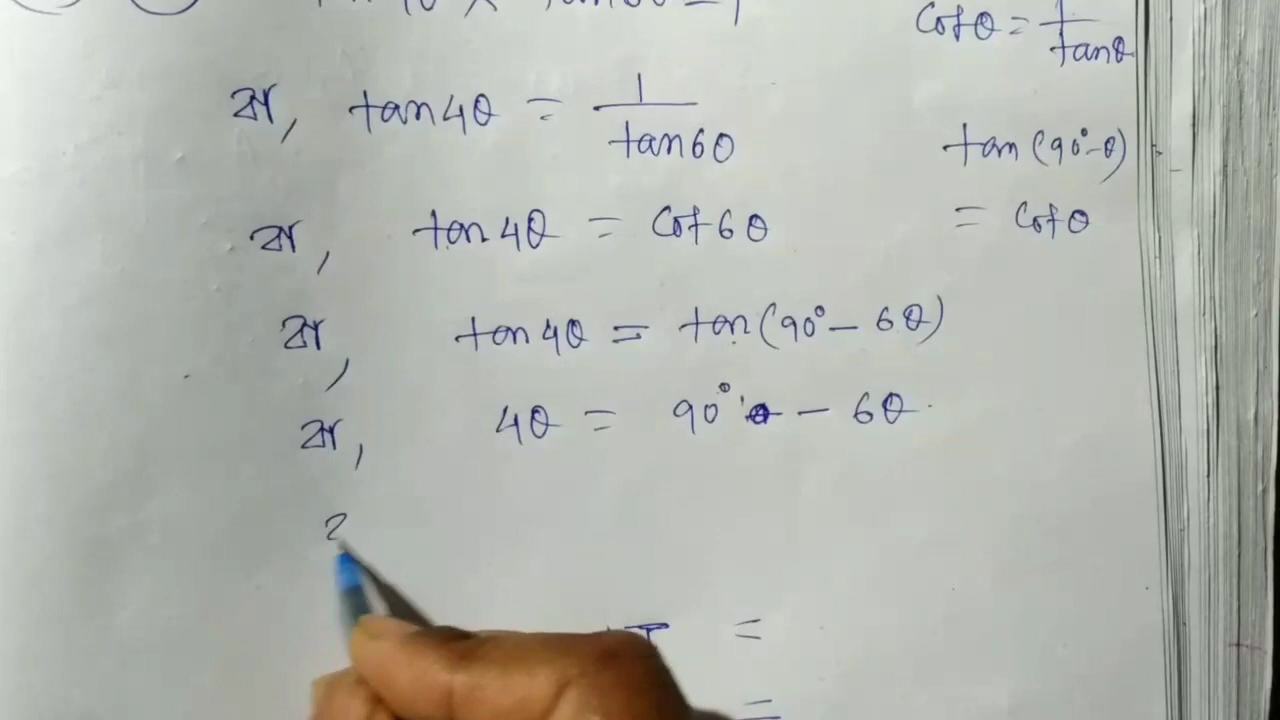 cotθ = 1/tanθ
বা, tan4θ = 1/tan6θ
tan(90°-θ)
= cotθ
বা, tan4θ = cot6θ
বা, tan4θ = tan(90° - 6θ)
বা, 4θ = 90° - 6θ
=
=